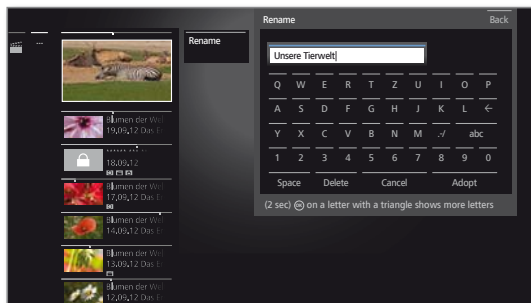 Rename
Back
Rename
Unsere Tierwelt
Q W E R T Z U I O P
A S D F G H J K L ←
Y X C V B N M ./ abc
1 2 3 4 5 6 7 8 9 0
Space Delete Cancel Adopt
(2 sec) OK on a letter with a triangle shows more letters
...
Blumen der Wel
19.09.12 Das E
18.09.12
Blumen der Wel
17.09.12 Das E
Blumen der Wel
14.09.12 Das E
Blumen der Wel
13.09.12 Das E
Blumen der Wel
12.09.12 Das E